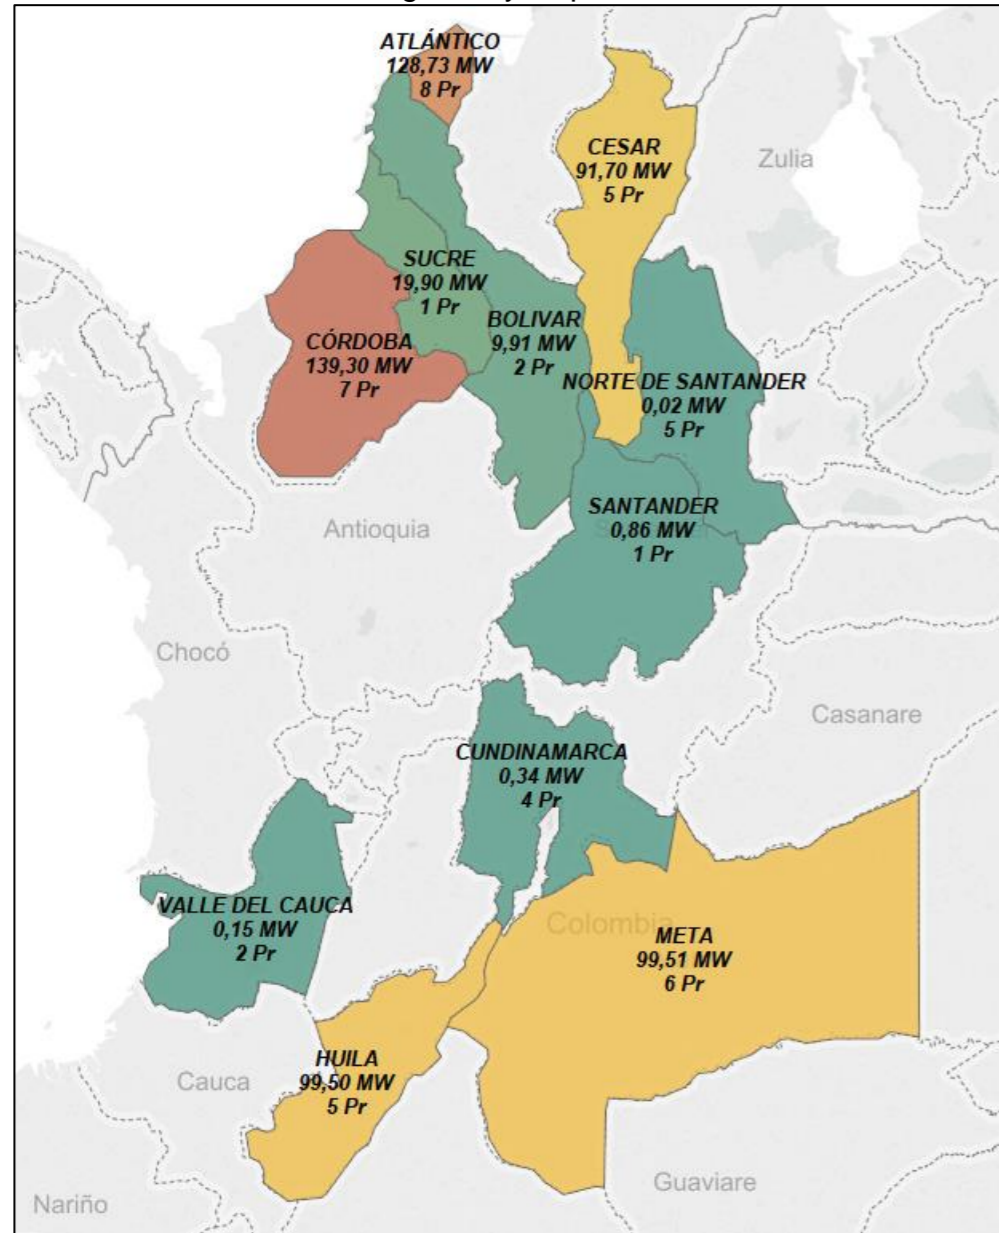 ATLÁNTICO
128,73 MW
8 Pr
CESAR
91,70 MW
5 Pr
Zulia
SUCRE
19,90 MW
1 Pr
BOLIVAR
9,91 MW
2 Pr
CÓRDOBA
139,30 MW
7 Pr
NORTE DE SANTANDER
0,02 MW
5 Pr
SANTANDER
0,86 MW
1 Pr
Antioquia
Chocó
Casanare
CUNDINAMARCA
0,34 MW
4 Pr
VALLE DEL CAUCA
0,15 MW
2 Pr
Colombia
META
99,51 MW
6 Pr
HUILA
99,50 MW
5 Pr
Cauca
Guaviare
Nariño